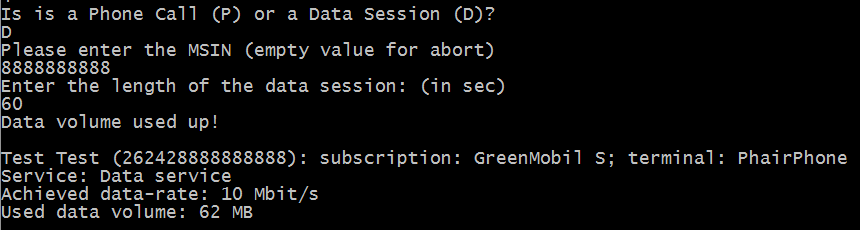 Is is a Phone Call (P) or a Data Session (D)?
D
Please enter the MSIN (empty value for abort)
8888888888
Enter the length of the data session: (in sec)
60
Data volume used up!
Test Test (262428888888888): subscription: GreenMobil S; terminal: PhairPhone
Service: Data service
Achieved data-rate: 10 Mbit/s
Used data volume: 62 MB